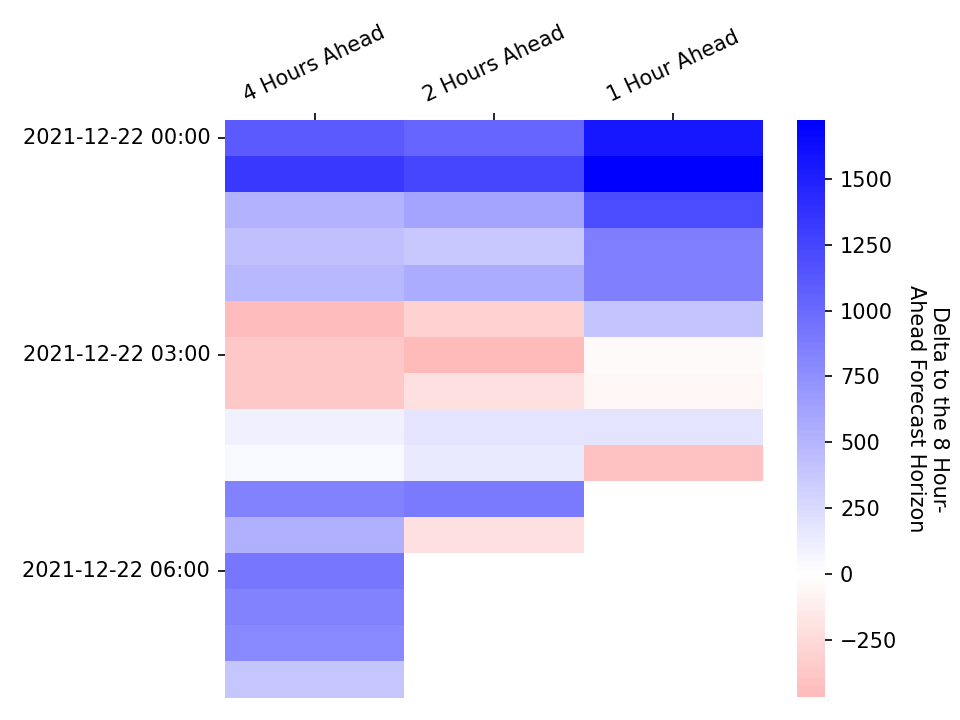 4 Hours Ahead
2 Hours Ahead
1 Hour Ahead
2021-12-22 00:00
2021-12-22 03:00
2021-12-22 06:00
1500
1250
1000
750
500
250
0
−250
Delta to the 8 Hour-
Ahead Forecast Horizon